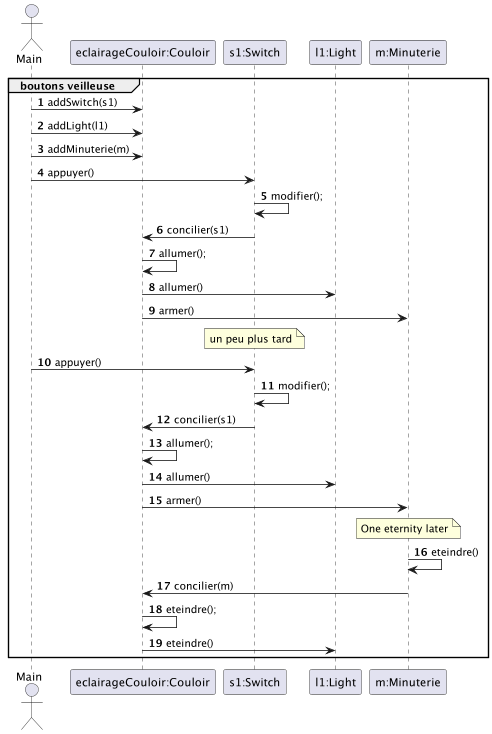 Main
eclairageCouloir:Couloir
s1:Switch
l1:Light
m:Minuterie
boutons veilleuse
1 addSwitch(s1)
2 addLight(l1)
3 addMinuterie(m)
4 appuyer()
5 modifier();
6 concilier(s1)
7 allumer();
8 allumer()
9 armer()
un peu plus tard
10 appuyer()
11 modifier();
12 concilier(s1)
13 allumer();
14 allumer()
15 armer()
One eternity later
16 eteindre()
17 concilier(m)
18 eteindre();
19 eteindre()
Main
eclairageCouloir:Couloir
s1:Switch
l1:Light
m:Minuterie